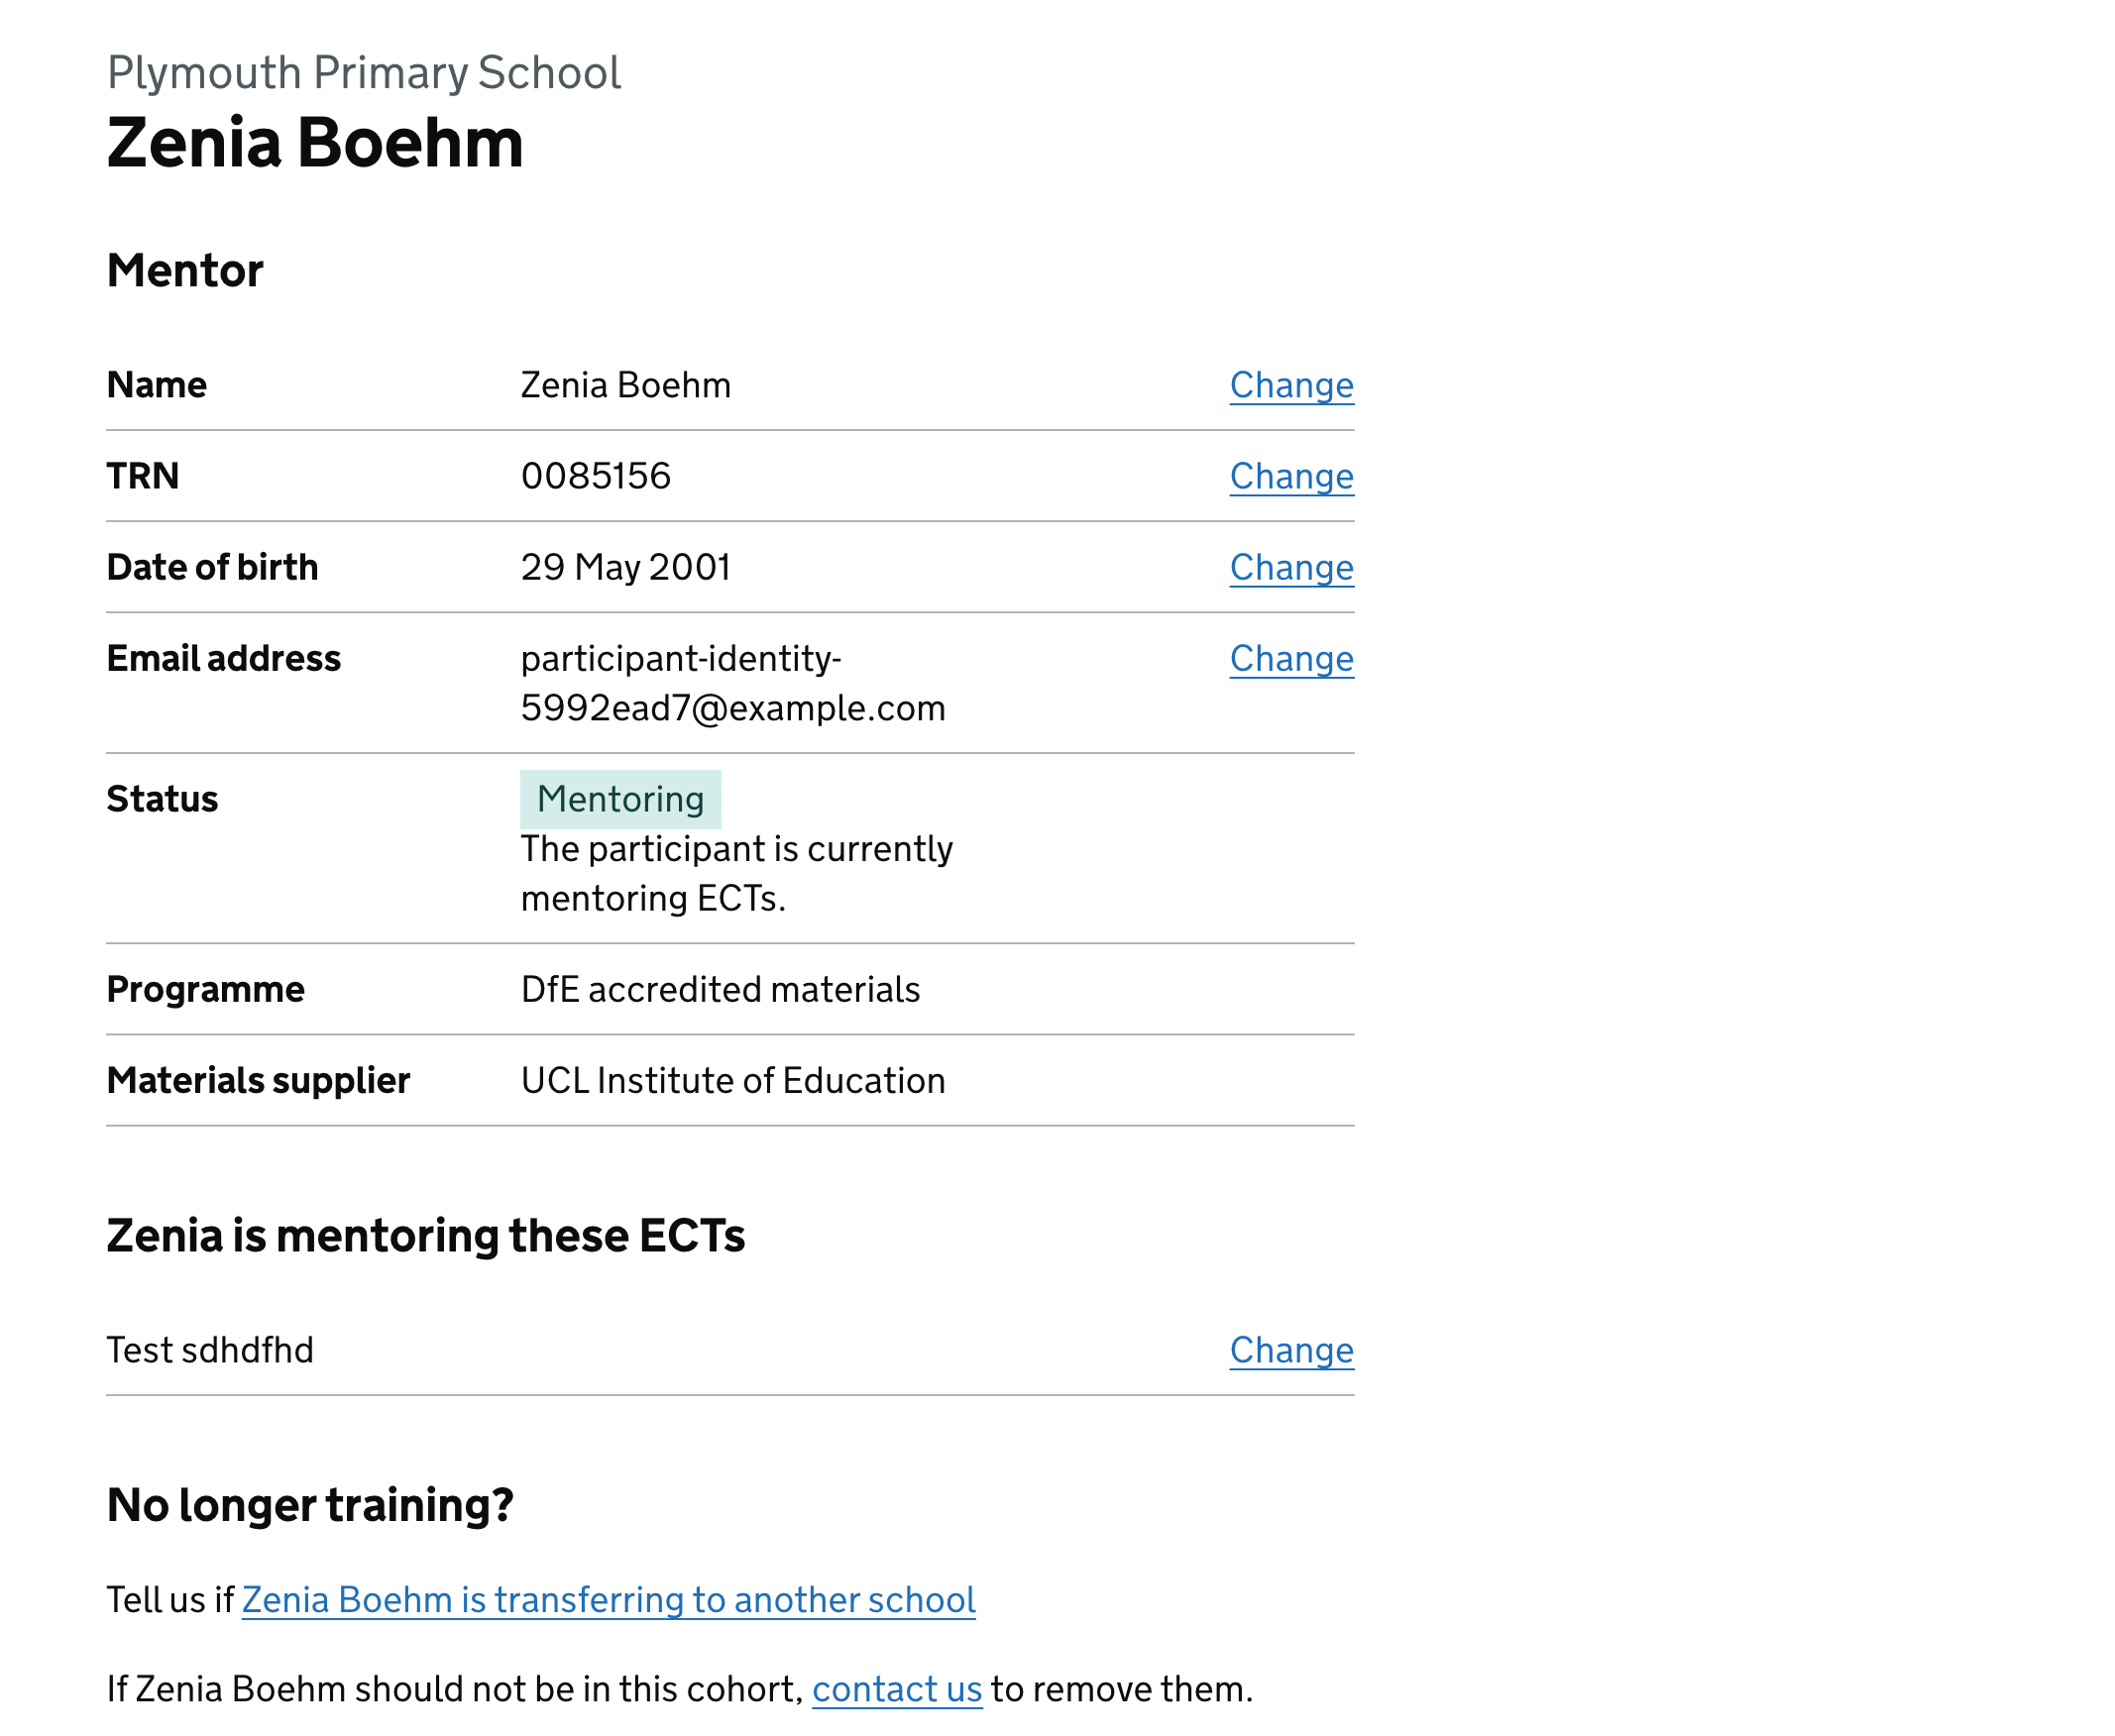 Plymouth Primary School
Zenia Boehm
Mentor
Name Zenia Boehm Change
TRN 0085156 Change
Date of birth 29 May 2001 Change
Email address participant-identity- Change
5992ead7@example.com
Status Mentoring
The participant is currently
mentoring ECTs.
Programme DfE accredited materials
Materials supplier UCL Institute of Education
Zenia is mentoring these ECTs
Test sdhdfhd Change
No longer training?
Tell us if Zenia Boehm is transferring to another school
If Zenia Boehm should not be in this cohort, contact us to remove them.